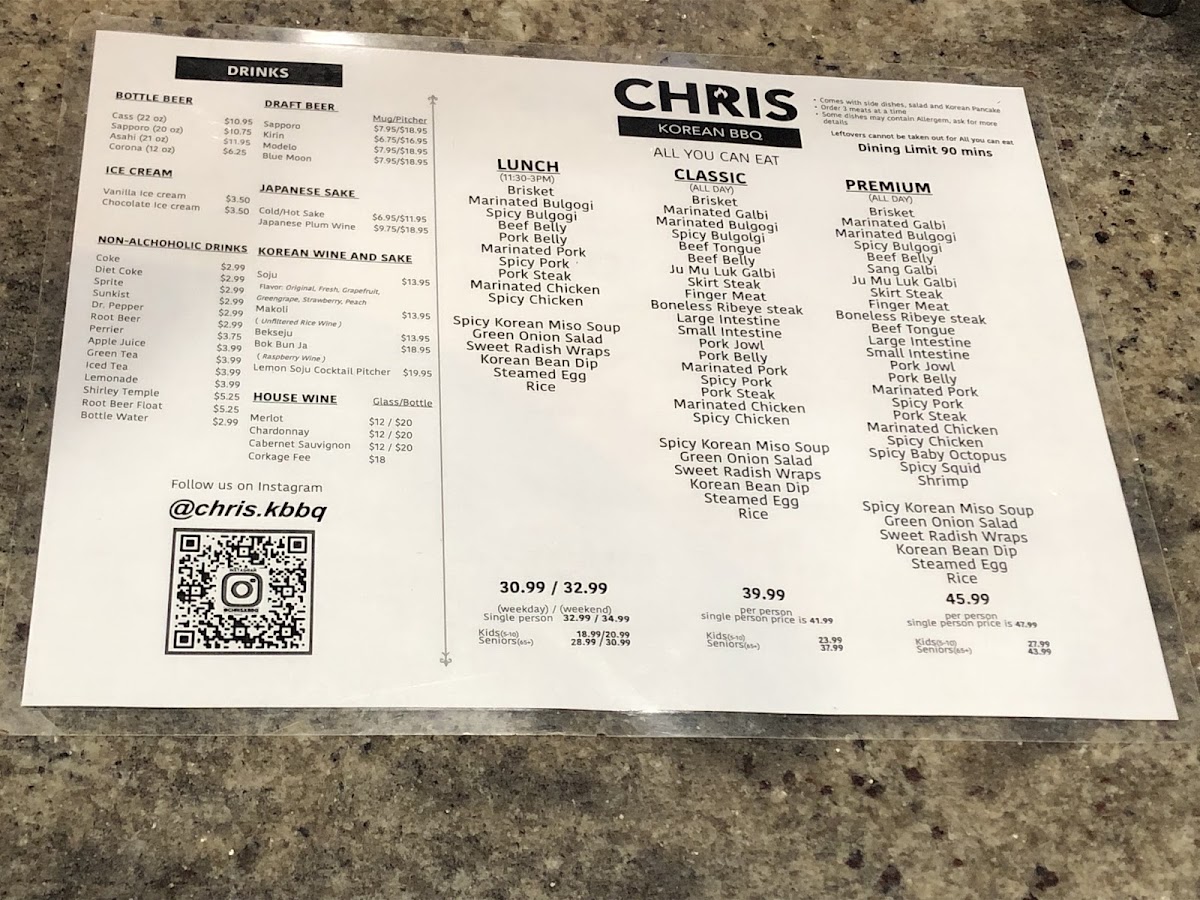 DRINKS
BOTTLE BEER
Cass (22 oz) $10.95
Sapporo (20 oz) $10.75
Asahi (21 oz) $11.95
Corona (12 oz) $6.25
ICE CREAM
Vanilla Ice cream $3.50
Chocolate Ice cream $3.50
NON-ALCHOHOLIC DRINKS
Coke $2.99
Diet Coke $2.99
Sprite $2.99
Sunkist $2.99
Dr. Pepper $2.99
Root Beer $2.99
Perrier $3.75
Apple Juice $3.99
Green Tea $3.99
Iced Tea $3.99
Lemonade $3.99
Shirley Temple $5.25
Root Beer Float $5.25
Bottle Water $2.99
DRAFT BEER
Mug/Pitcher
Sapporo $7.95/$18.95
Kirin $6.75/$16.95
Modelo $7.95/$18.95
Blue Moon $7.95/$18.95
JAPANESE SAKE
Cold/Hot Sake $6.95/$11.95
Japanese Plum Wine $9.75/$18.95
KOREAN WINE AND SAKE
Soju $13.95
Flavor: Original, Fresh, Grapefruit,
Greengrape, Strawberry, Peach
Makoli $13.95
( Unfiltered Rice Wine )
Bekseju $13.95
Bok Bun Ja $18.95
( Raspberry Wine )
Lemon Soju Cocktail Pitcher $19.95
HOUSE WINE Glass/Bottle
Merlot $12 / $20
Chardonnay $12 / $20
Cabernet Sauvignon $12 / $20
Corkage Fee $18
Follow us on Instagram
@chris.kbbq
INSTAGRAM
@CHRIS.KBBQ
CHRIS
KOREAN BBQ
ALL YOU CAN EAT
• Comes with side dishes, salad and Korean Pancake
• Order 3 meats at a time
• Some dishes may contain Allergem, ask for more
details
Leftovers cannot be taken out for All you can eat
Dining Limit 90 mins
LUNCH
(11:30-3PM)
Brisket
Marinated Bulgogi
Spicy Bulgogi
Beef Belly
Pork Belly
Marinated Pork
Spicy Pork
Pork Steak
Marinated Chicken
Spicy Chicken
Spicy Korean Miso Soup
Green Onion Salad
Sweet Radish Wraps
Korean Bean Dip
Steamed Egg
Rice
30.99 / 32.99
(weekday) / (weekend)
Single person 32.99 / 34.99
Kids(5-10) 18.99/20.99
Seniors(65+) 28.99 / 30.99
CLASSIC
(ALL DAY)
Brisket
Marinated Galbi
Marinated Bulgogi
Spicy Bulgolgi
Beef Tongue
Beef Belly
Ju Mu Luk Galbi
Skirt Steak
Finger Meat
Boneless Ribeye steak
Large Intestine
Small Intestine
Pork Jowl
Pork Belly
Marinated Pork
Spicy Pork
Pork Steak
Marinated Chicken
Spicy Chicken
Spicy Korean Miso Soup
Green Onion Salad
Sweet Radish Wraps
Korean Bean Dip
Steamed Egg
Rice
39.99
per person
single person price is 41.99
Kids(5-10) 23.99
Seniors(65+) 37.99
PREMIUM
(ALL DAY)
Brisket
Marinated Galbi
Marinated Bulgogi
Spicy Bulgogi
Beef Belly
Sang Galbi
Ju Mu Luk Galbi
Skirt Steak
Finger Meat
Boneless Ribeye steak
Beef Tongue
Large Intestine
Small Intestine
Pork Jowl
Pork Belly
Marinated Pork
Spicy Pork
Pork Steak
Marinated Chicken
Spicy Chicken
Spicy Baby Octopus
Spicy Squid
Shrimp
Spicy Korean Miso Soup
Green Onion Salad
Sweet Radish Wraps
Korean Bean Dip
Steamed Egg
Rice
45.99
per person
single person price is 47.99
Kids(5-10) 27.99
Seniors(65+) 43.99